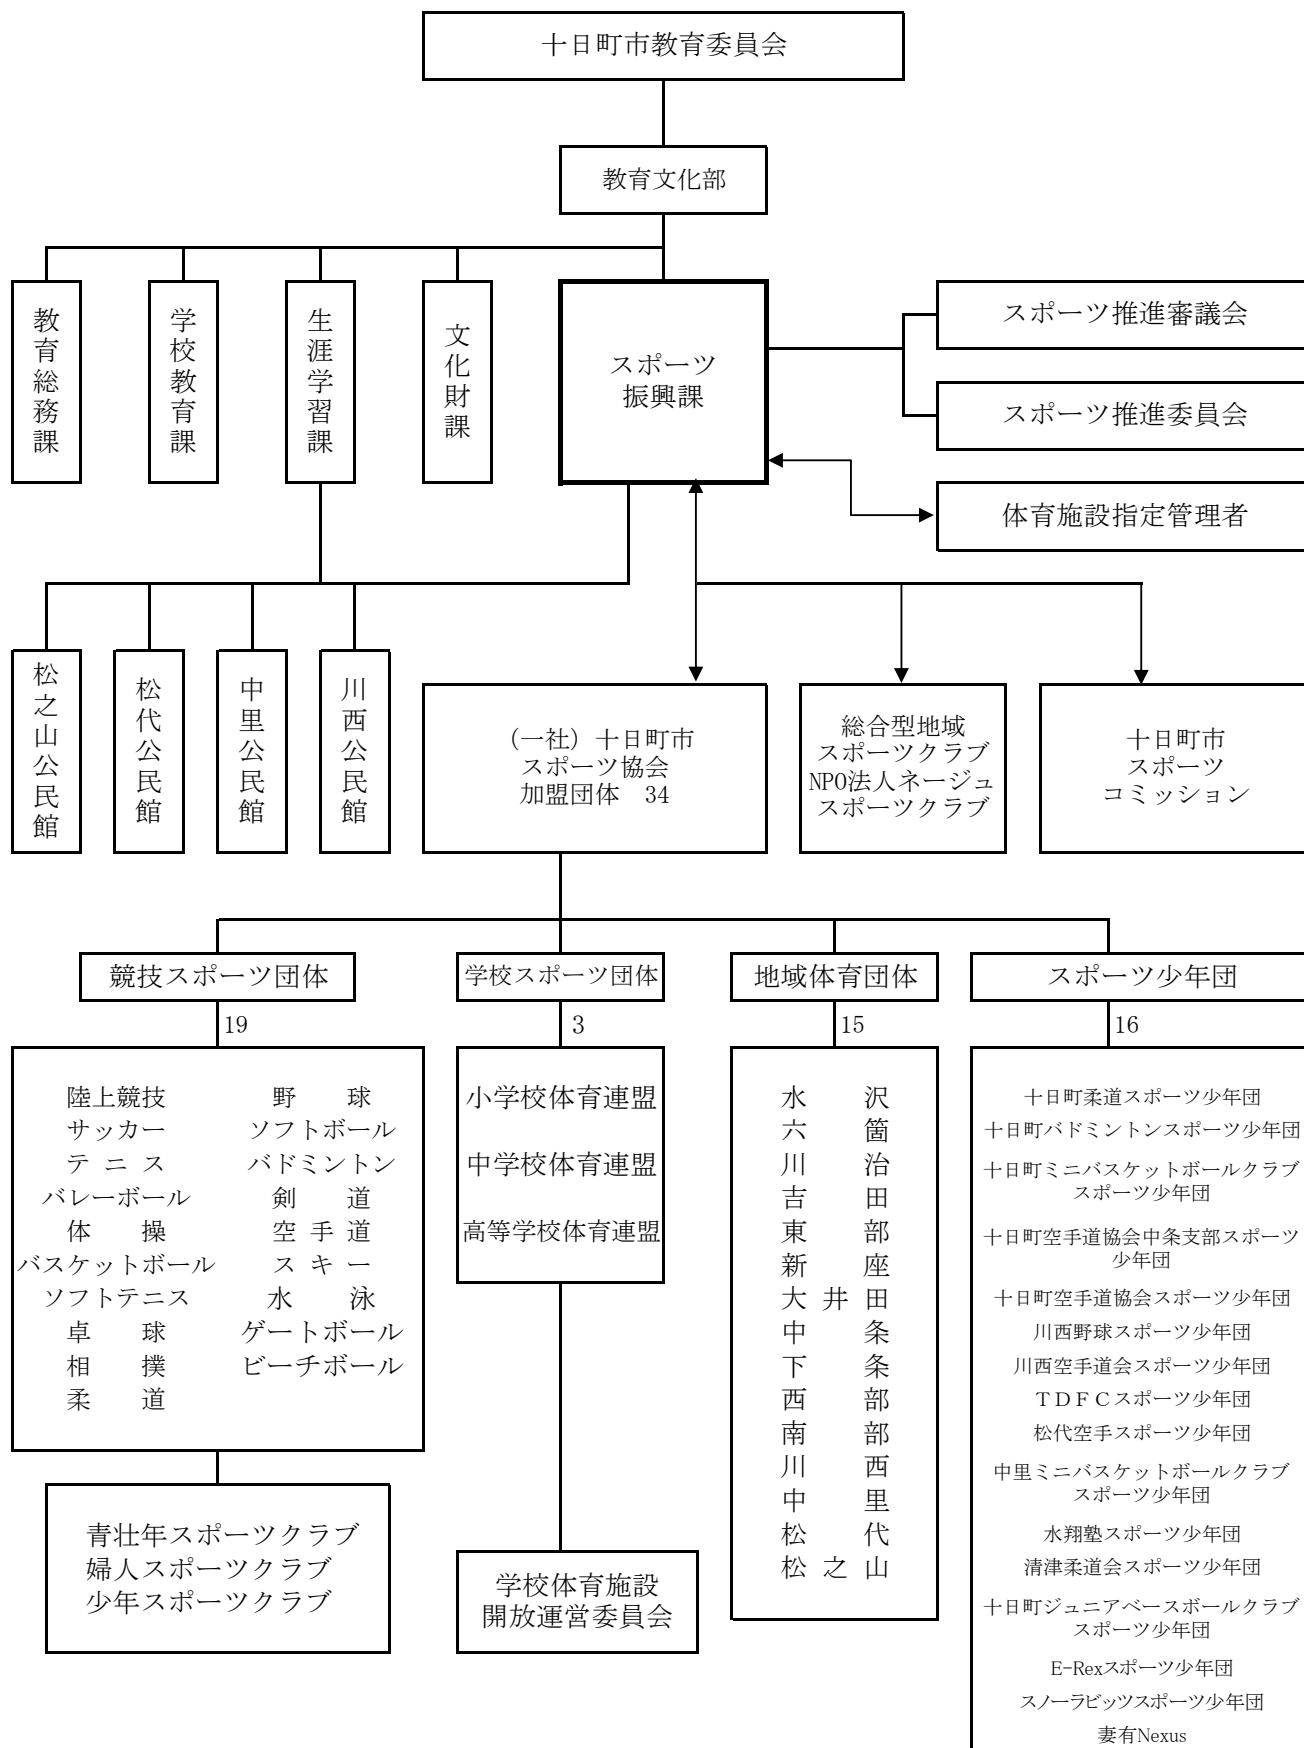 十日町市教育委員会
教育文化部
教育総務課
学校教育課
生涯学習課
文化財課
スポーツ
振興課
スポーツ推進審議会
スポーツ推進委員会
体育施設指定管理者
松之山公民館
松代公民館
中里公民館
川西公民館
（一社）十日町市
スポーツ協会
加盟団体　34
総合型地域
スポーツクラブ
NPO法人ネージュ
スポーツクラブ
十日町市
スポーツ
コミッション
競技スポーツ団体
19
陸上競技
サッカー
テニス
バレーボール
体操
バスケットボール
ソフトテニス
卓球
相撲
柔道
野球
ソフトボール
バドミントン
剣道
空手道
スキー
水泳
ゲートボール
ビーチボール
青壮年スポーツクラブ
婦人スポーツクラブ
少年スポーツクラブ
学校スポーツ団体
3
小学校体育連盟
中学校体育連盟
高等学校体育連盟
学校体育施設
開放運営委員会
地域体育団体
15
水沢
六箇
川治
吉田
東部
新座
大井田
中条
下条
西部
南部
川西
中里
松代
松之山
スポーツ少年団
16
十日町柔道スポーツ少年団
十日町バドミントンスポーツ少年団
十日町ミニバスケットボールクラブ
スポーツ少年団
十日町空手道協会中条支部スポーツ
少年団
十日町空手道協会スポーツ少年団
川西野球スポーツ少年団
川西空手道会スポーツ少年団
ＴＤＦＣスポーツ少年団
松代空手スポーツ少年団
中里ミニバスケットボールクラブ
スポーツ少年団
水翔塾スポーツ少年団
清津柔道会スポーツ少年団
十日町ジュニアベースボールクラブ
スポーツ少年団
E-Rexスポーツ少年団
スノーラビッツスポーツ少年団
妻有Nexus